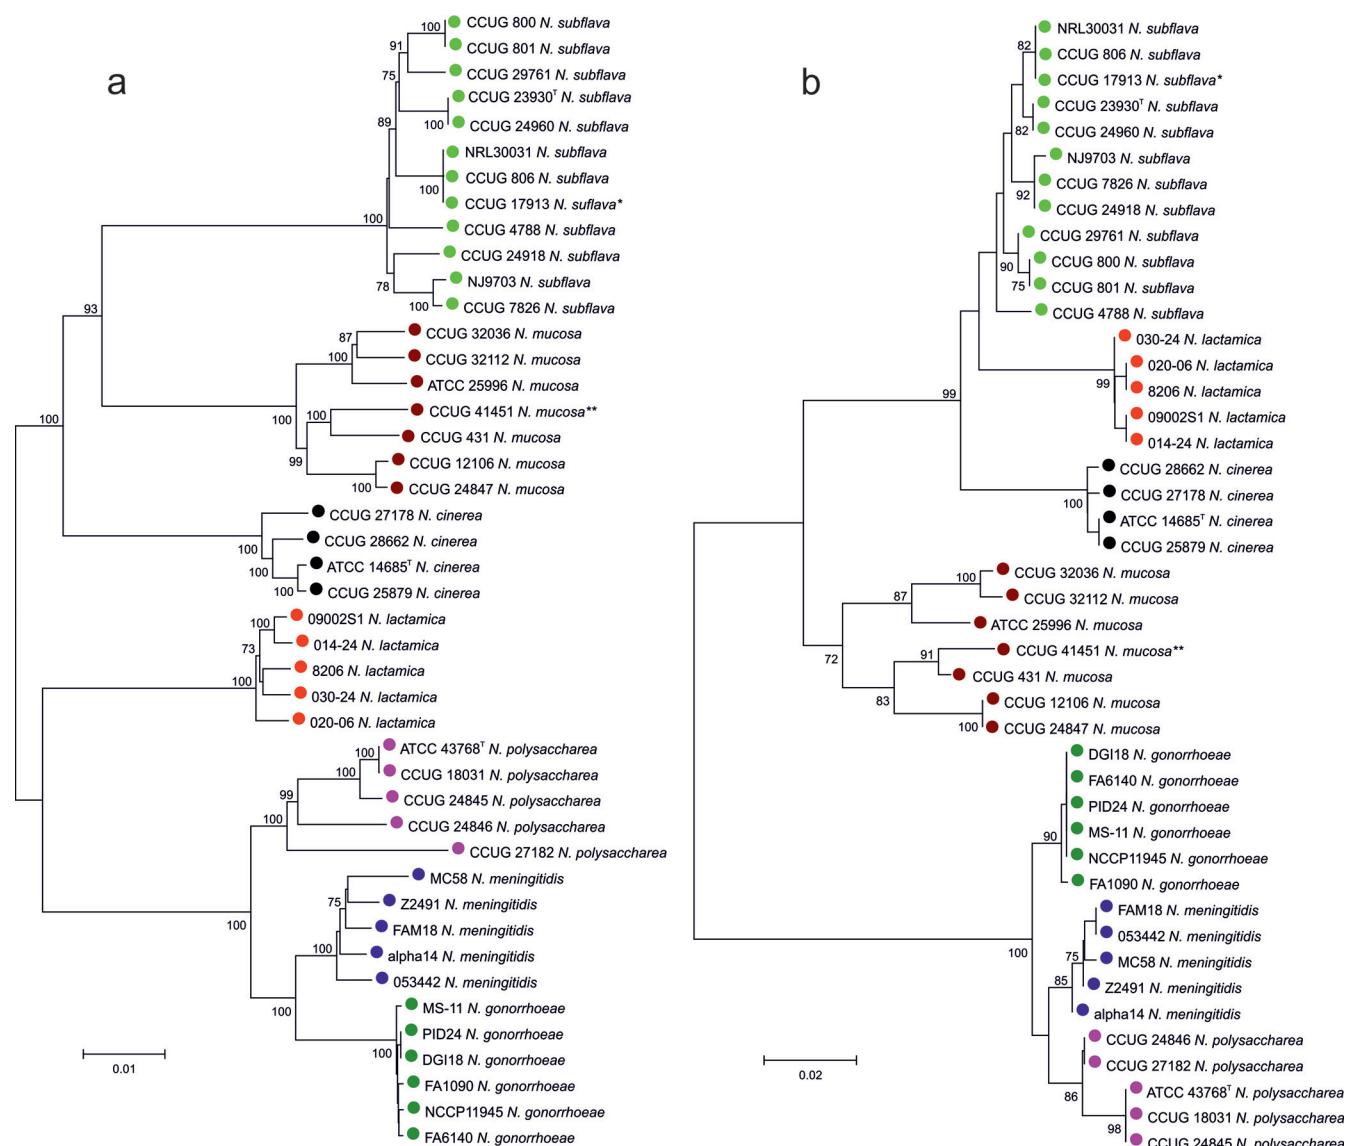 a
CCUG 800 N. subflava
CCUG 801 N. subflava
CCUG 29761 N. subflava
CCUG 23930T N. subflava
CCUG 24960 N. subflava
NRL30031 N. subflava
CCUG 806 N. subflava
CCUG 17913 N. suflava*
CCUG 4788 N. subflava
CCUG 24918 N. subflava
NJ9703 N. subflava
CCUG 7826 N. subflava
CCUG 32036 N. mucosa
CCUG 32112 N. mucosa
ATCC 25996 N. mucosa
CCUG 41451 N. mucosa**
CCUG 431 N. mucosa
CCUG 12106 N. mucosa
CCUG 24847 N. mucosa
CCUG 27178 N. cinerea
CCUG 28662 N. cinerea
ATCC 14685T N. cinerea
CCUG 25879 N. cinerea
09002S1 N. lactamica
014-24 N. lactamica
8206 N. lactamica
030-24 N. lactamica
020-06 N. lactamica
ATCC 43768T N. polysaccharea
CCUG 18031 N. polysaccharea
CCUG 24845 N. polysaccharea
CCUG 24846 N. polysaccharea
CCUG 27182 N. polysaccharea
MC58 N. meningitidis
Z2491 N. meningitidis
FAM18 N. meningitidis
alpha14 N. meningitidis
053442 N. meningitidis
MS-11 N. gonorrhoeae
PID24 N. gonorrhoeae
DGI18 N. gonorrhoeae
FA1090 N. gonorrhoeae
NCCP11945 N. gonorrhoeae
FA6140 N. gonorrhoeae
100
91
75
100
89
100
100
78
100
93
87
100
100
100
99
100
100
100
100
100
100
73
100
100
100
99
100
100
75
100
100
100
0.01
b
NRL30031 N. subflava
CCUG 806 N. subflava
CCUG 17913 N. subflava*
CCUG 23930T N. subflava
CCUG 24960 N. subflava
NJ9703 N. subflava
CCUG 7826 N. subflava
CCUG 24918 N. subflava
CCUG 29761 N. subflava
CCUG 800 N. subflava
CCUG 801 N. subflava
CCUG 4788 N. subflava
030-24 N. lactamica
020-06 N. lactamica
8206 N. lactamica
09002S1 N. lactamica
014-24 N. lactamica
CCUG 28662 N. cinerea
CCUG 27178 N. cinerea
ATCC 14685T N. cinerea
CCUG 25879 N. cinerea
CCUG 32036 N. mucosa
CCUG 32112 N. mucosa
ATCC 25996 N. mucosa
CCUG 41451 N. mucosa**
CCUG 431 N. mucosa
CCUG 12106 N. mucosa
CCUG 24847 N. mucosa
DGI18 N. gonorrhoeae
FA6140 N. gonorrhoeae
PID24 N. gonorrhoeae
MS-11 N. gonorrhoeae
NCCP11945 N. gonorrhoeae
FA1090 N. gonorrhoeae
FAM18 N. meningitidis
053442 N. meningitidis
MC58 N. meningitidis
Z2491 N. meningitidis
alpha14 N. meningitidis
CCUG 24846 N. polysaccharea
CCUG 27182 N. polysaccharea
ATCC 43768T N. polysaccharea
CCUG 18031 N. polysaccharea
CCUG 24845 N. polysaccharea
82
82
92
90
75
99
99
100
100
87
91
72
83
100
90
100
75
85
86
98
0.02